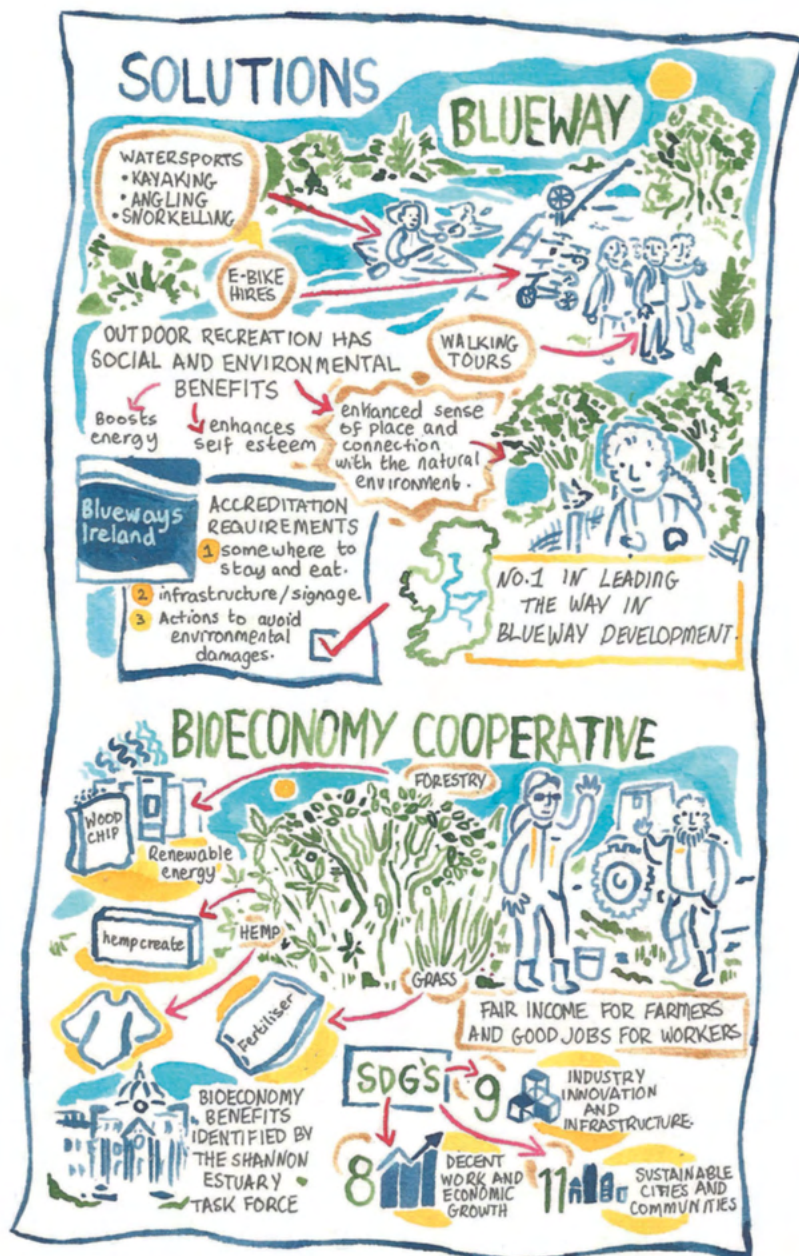 SOLUTIONS
BLUEWAY
WATERSPORTS
• KAYAKING
• ANGLING
• SNORKELLING
E-BIKE
HIRES
WALKING
TOURS
OUTDOOR RECREATION HAS
SOCIAL AND ENVIRONMENTAL
BENEFITS
Boosts
energy
enhances
self esteem
enhanced sense
of place and
connection
with the natural
environment.
Blueways
Ireland
ACCREDITATION
REQUIREMENTS
1 somewhere to
stay and eat.
2 infrastructure/signage
3 Actions to avoid
environmental
damages.
NO.1 IN LEADING
THE WAY IN
BLUEWAY DEVELOPMENT.
BIOECONOMY COOPERATIVE
FORESTRY
WOOD
CHIP
Renewable
energy
hempcreate
HEMP
GRASS
Fertiliser
FAIR INCOME FOR FARMERS
AND GOOD JOBS FOR WORKERS
BIOECONOMY
BENEFITS
IDENTIFIED BY
THE SHANNON
ESTUARY
TASK FORCE
SDG'S
9 INDUSTRY
INNOVATION
AND
INFRASTRUCTURE.
8 DECENT
WORK AND
ECONOMIC
GROWTH
11 SUSTAINABLE
CITIES AND
COMMUNITIES